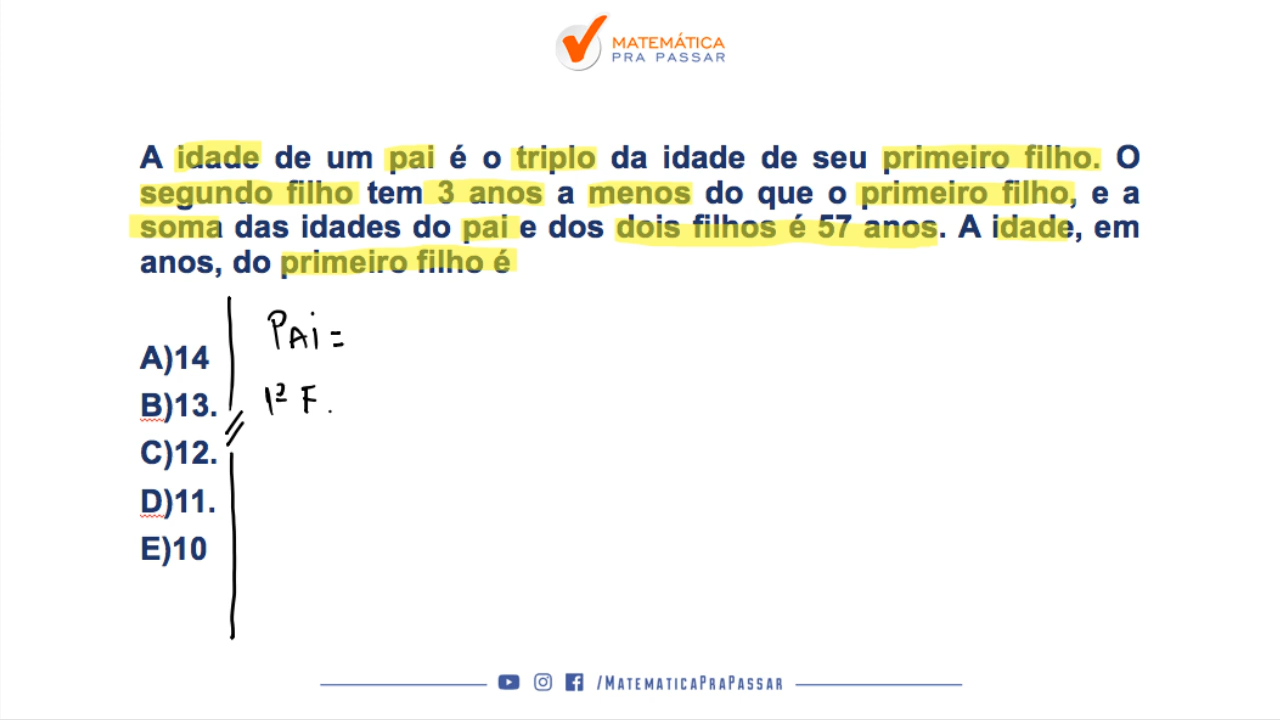 MATEMÁTICA
PRA PASSAR
A idade de um pai é o triplo da idade de seu primeiro filho. O
segundo filho tem 3 anos a menos do que o primeiro filho, e a
soma das idades do pai e dos dois filhos é 57 anos. A idade, em
anos, do primeiro filho é
PAi =
A)14
1º F.
B)13.
C)12.
D)11.
E)10
/MATEMATICAPRAPASSAR